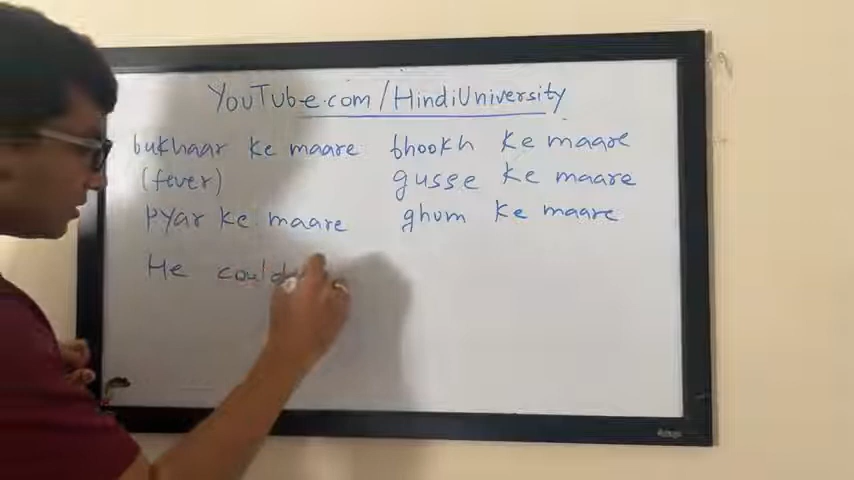 YouTube.com/HindiUniversity
bukhaar ke maare bhookh ke maare
(fever) gusse ke maare
pyar ke maare ghum ke maare
He could